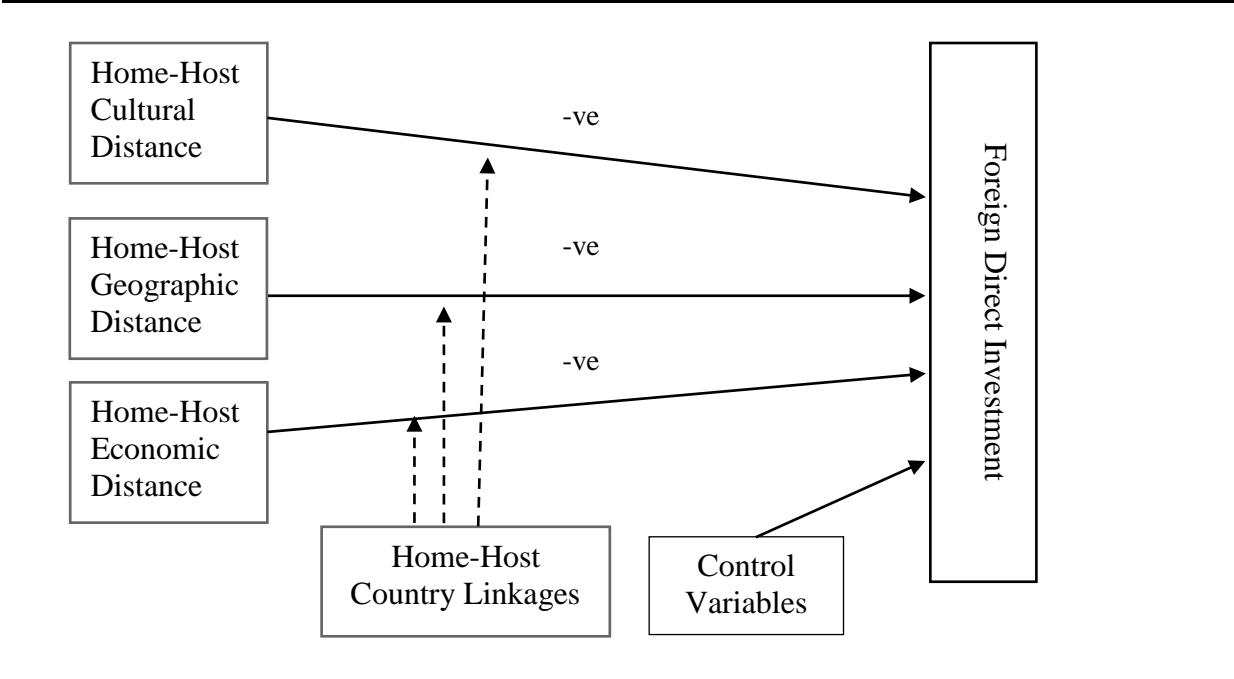 Home-Host
Cultural
Distance
-ve
Home-Host
Geographic
Distance
-ve
Home-Host
Economic
Distance
-ve
Foreign Direct Investment
Home-Host
Country Linkages
Control
Variables